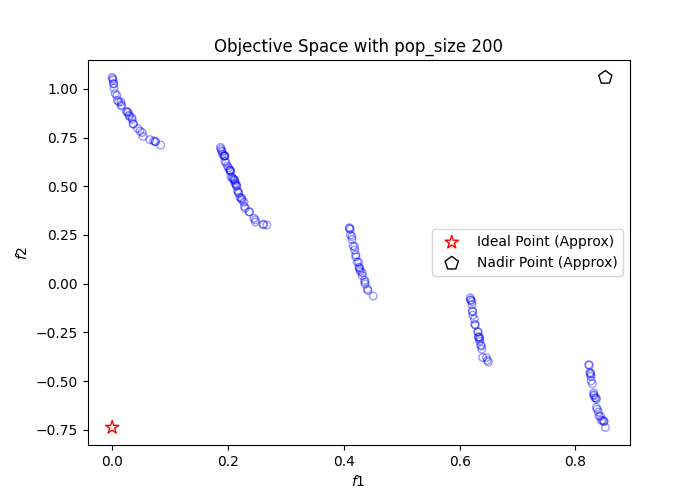 Objective Space with pop_size 200
1.00
0.75
0.50
0.25
0.00
−0.25
−0.50
−0.75
f2
Ideal Point (Approx)
Nadir Point (Approx)
0.0 0.2 0.4 0.6 0.8
f1